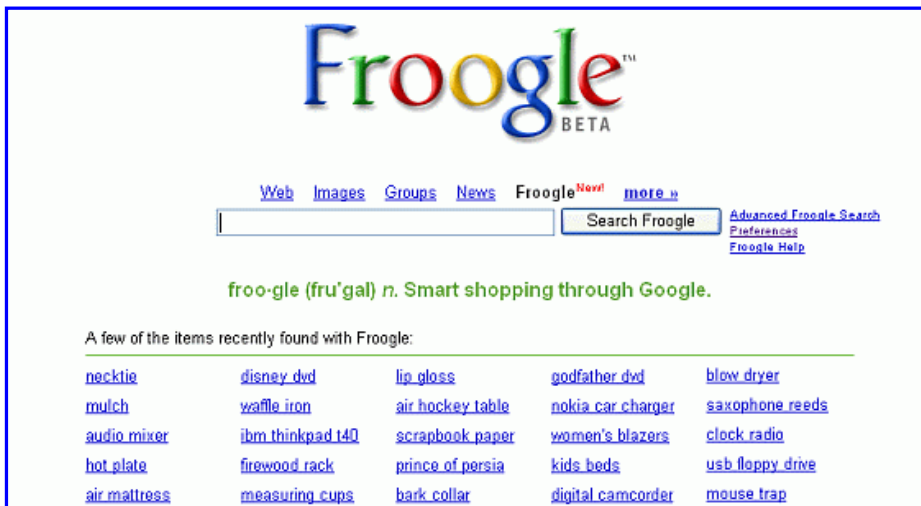 Froogle™
BETA
Web Images Groups News Froogle New! more »
Search Froogle
Advanced Froogle Search
Preferences
Froogle Help
froo·gle (fru'gal) n. Smart shopping through Google.
A few of the items recently found with Froogle:
necktie disney dvd lip gloss godfather dvd blow dryer
mulch waffle iron air hockey table nokia car charger saxophone reeds
audio mixer ibm thinkpad t40 scrapbook paper women's blazers clock radio
hot plate firewood rack prince of persia kids beds usb floppy drive
air mattress measuring cups bark collar digital camcorder mouse trap